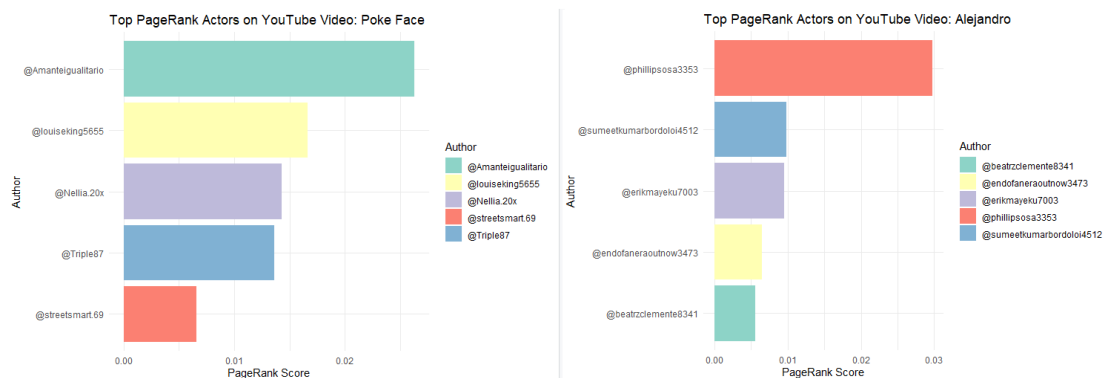 Top PageRank Actors on YouTube Video: Poke Face
Author
@Amanteigualitario
@louiseking5655
@Nellia.20x
@Triple87
@streetsmart.69
0.00
0.01
0.02
PageRank Score
Author
@Amanteigualitario
@louiseking5655
@Nellia.20x
@streetsmart.69
@Triple87
Top PageRank Actors on YouTube Video: Alejandro
Author
@phillipsosa3353
@sumeetkumarbordoloi4512
@erikmayeku7003
@endofaneraoutnow3473
@beatrzclemente8341
0.00
0.01
0.02
0.03
PageRank Score
Author
@beatrzclemente8341
@endofaneraoutnow3473
@erikmayeku7003
@phillipsosa3353
@sumeetkumarbordoloi4512